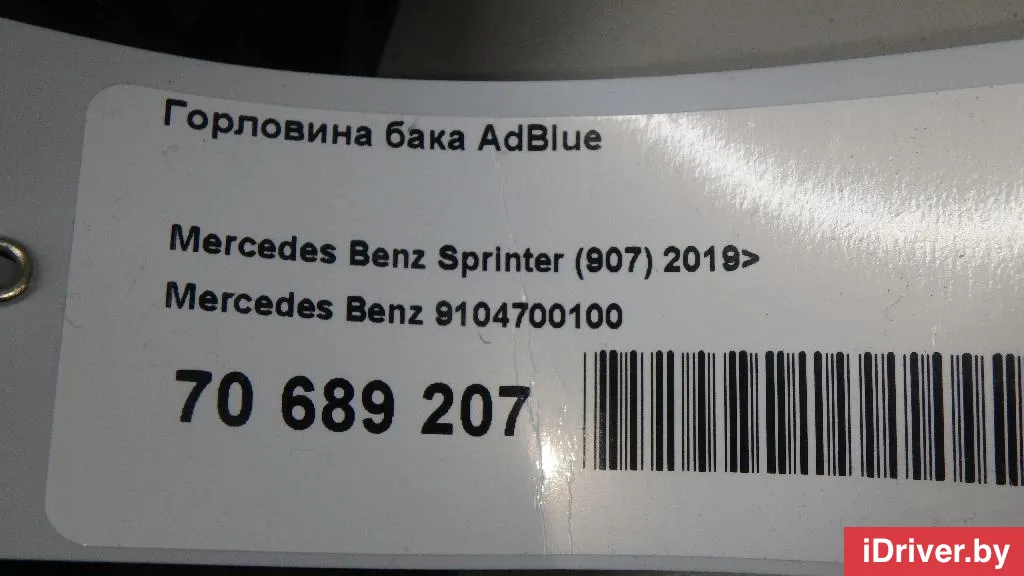 Горловина бака AdBlue
Mercedes Benz Sprinter (907) 2019>
Mercedes Benz 9104700100
70 689 207
iDriver.by